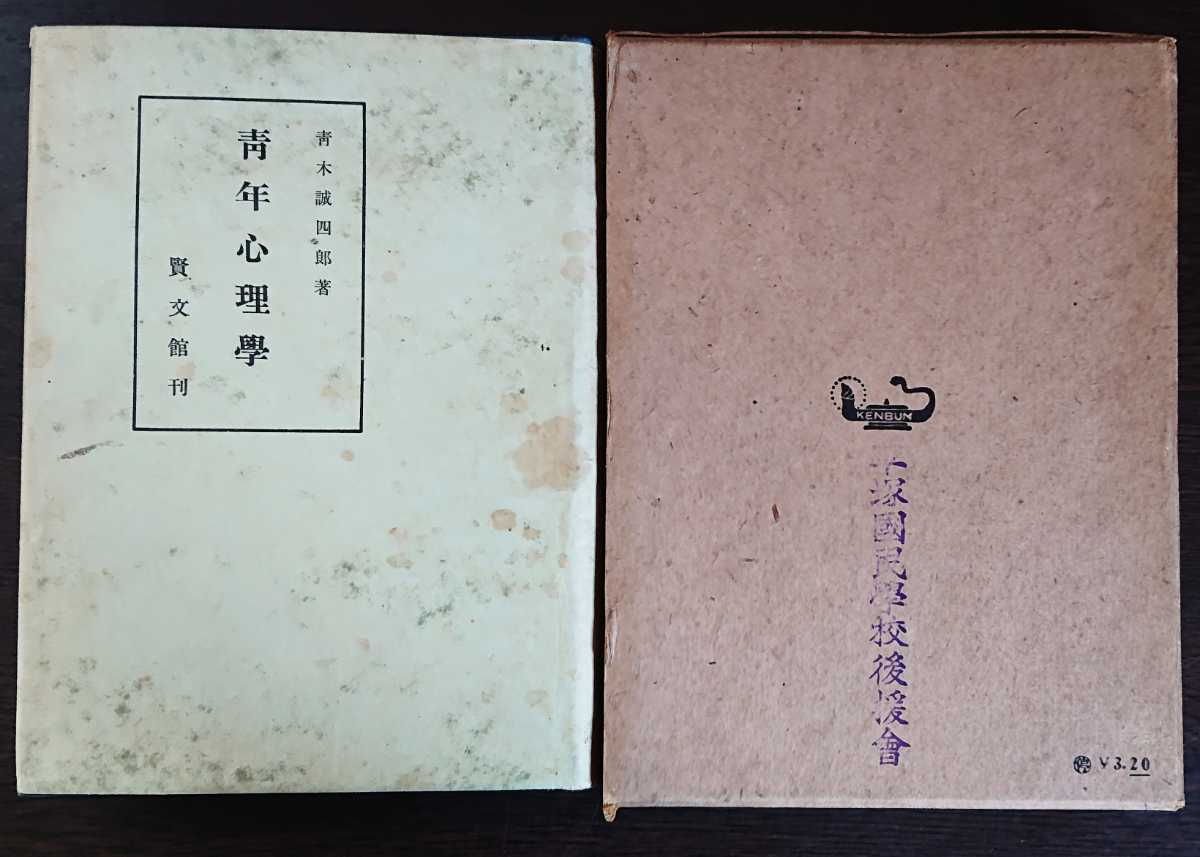 青木誠四郎著
青年心理學
賢文館刊
KENBUN
塚國民學校後援會
¥3.20